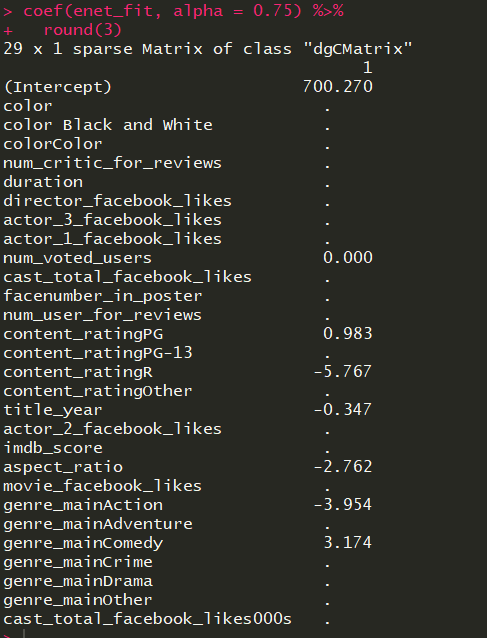 > coef(enet_fit, alpha = 0.75) %>%
+   round(3)
29 x 1 sparse Matrix of class "dgCMatrix"
1
(Intercept) 700.270
color .
color Black and White .
colorColor .
num_critic_for_reviews .
duration .
director_facebook_likes .
actor_3_facebook_likes .
actor_1_facebook_likes .
num_voted_users 0.000
cast_total_facebook_likes .
facenumber_in_poster .
num_user_for_reviews .
content_ratingPG 0.983
content_ratingPG-13 .
content_ratingR -5.767
content_ratingOther .
title_year -0.347
actor_2_facebook_likes .
imdb_score .
aspect_ratio -2.762
movie_facebook_likes .
genre_mainAction -3.954
genre_mainAdventure .
genre_mainComedy 3.174
genre_mainCrime .
genre_mainDrama .
genre_mainOther .
cast_total_facebook_likes000s .
>